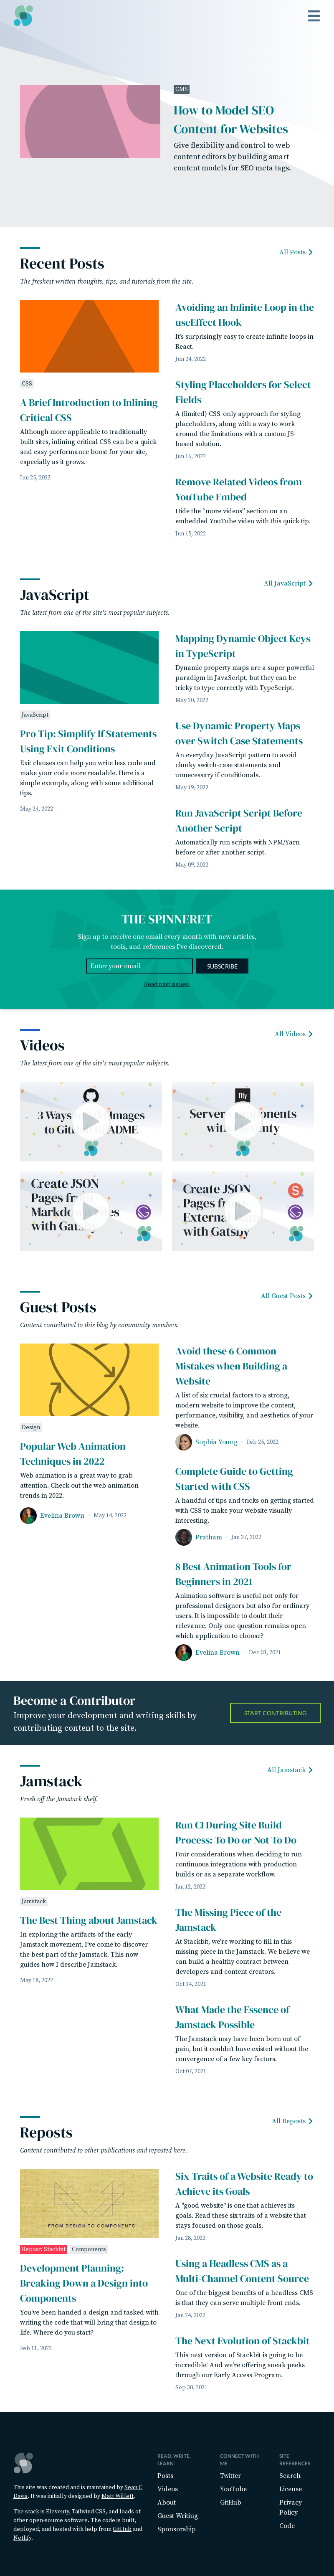 CMS
How to Model SEO
Content for Websites
Give flexibility and control to web
content editors by building smart
content models for SEO meta tags.
All Posts
Recent Posts
The freshest written thoughts, tips, and tutorials from the site.
CSS
A Brief Introduction to Inlining
Critical CSS
Although more applicable to traditionally-
built sites, inlining critical CSS can be a quick
and easy performance boost for your site,
especially as it grows.
Jun 25, 2022
Avoiding an Infinite Loop in the
useEffect Hook
It's surprisingly easy to create infinite loops in
React.
Jun 24, 2022
Styling Placeholders for Select
Fields
A (limited) CSS-only approach for styling
placeholders, along with a way to work
around the limitations with a custom JS-
based solution.
Jun 16, 2022
Remove Related Videos from
YouTube Embed
Hide the “more videos” section on an
embedded YouTube video with this quick tip.
Jun 15, 2022
All JavaScript
JavaScript
The latest from one of the site's most popular subjects.
JavaScript
Pro Tip: Simplify If Statements
Using Exit Conditions
Exit clauses can help you write less code and
make your code more readable. Here is a
simple example, along with some additional
tips.
May 24, 2022
Mapping Dynamic Object Keys
in TypeScript
Dynamic property maps are a super powerful
paradigm in JavaScript, but they can be
tricky to type correctly with TypeScript.
May 20, 2022
Use Dynamic Property Maps
over Switch Case Statements
An everyday JavaScript pattern to avoid
clunky switch-case statements and
unnecessary if conditionals.
May 19, 2022
Run JavaScript Script Before
Another Script
Automatically run scripts with NPM/Yarn
before or after another script.
May 09, 2022
THE SPINNERET
Sign up to receive one email every month with new articles,
tools, and references I've discovered.
Enter your email
SUBSCRIBE
Read past issues.
All Videos
Videos
The latest from one of the site's most popular subjects.
3 Ways Images
to GitH ADME
Server ponents
with nty
Create JSON
Pages fr
Markdo es
with Gatsby
Create JSON
Pages fr
Externa
with Gatsby
All Guest Posts
Guest Posts
Content contributed to this blog by community members.
Design
Popular Web Animation
Techniques in 2022
Web animation is a great way to grab
attention. Check out the web animation
trends in 2022.
Evelina Brown · May 14, 2022
Avoid these 6 Common
Mistakes when Building a
Website
A list of six crucial factors to a strong,
modern website to improve the content,
performance, visibility, and aesthetics of your
website.
Sophia Young · Feb 25, 2022
Complete Guide to Getting
Started with CSS
A handful of tips and tricks on getting started
with CSS to make your website visually
interesting.
Pratham · Jan 27, 2022
8 Best Animation Tools for
Beginners in 2021
Animation software is useful not only for
professional designers but also for ordinary
users. It is impossible to doubt their
relevance. Only one question remains open –
which application to choose?
Evelina Brown · Dec 03, 2021
Become a Contributor
Improve your development and writing skills by
contributing content to the site.
START CONTRIBUTING
All Jamstack
Jamstack
Fresh off the Jamstack shelf.
Jamstack
The Best Thing about Jamstack
In exploring the artifacts of the early
Jamstack movement, I've come to discover
the best part of the Jamstack. This now
guides how I describe Jamstack.
May 18, 2022
Run CI During Site Build
Process: To Do or Not To Do
Four considerations when deciding to run
continuous integrations with production
builds or as a separate workflow.
Jan 12, 2022
The Missing Piece of the
Jamstack
At Stackbit, we're working to fill in this
missing piece in the Jamstack. We believe we
can build a healthy contract between
developers and content creators.
Oct 14, 2021
What Made the Essence of
Jamstack Possible
The Jamstack may have been born out of
pain, but it couldn't have existed without the
convergence of a few key factors.
Oct 07, 2021
All Reposts
Reposts
Content contributed to other publications and reposted here.
FROM DESIGN TO COMPONENTS
Repost: Stackbit
Components
Development Planning:
Breaking Down a Design into
Components
You've been handed a design and tasked with
writing the code that will bring that design to
life. Where do you start?
Feb 11, 2022
Six Traits of a Website Ready to
Achieve its Goals
A "good website" is one that achieves its
goals. Read these six traits of a website that
stays focused on those goals.
Jan 28, 2022
Using a Headless CMS as a
Multi-Channel Content Source
One of the biggest benefits of a headless CMS
is that they can serve multiple front ends.
Jan 24, 2022
The Next Evolution of Stackbit
This next version of Stackbit is going to be
incredible! And we're offering sneak peeks
through our Early Access Program.
Sep 30, 2021
This site was created and is maintained by Sean C
Davis. It was initially designed by Matt Willett.
The stack is Eleventy, Tailwind CSS, and loads of
other open source software. The code is built,
deployed, and hosted with help from GitHub and
Netlify.
READ, WRITE,
LEARN
Posts
Videos
About
Guest Writing
Sponsorship
CONNECT WITH
ME
Twitter
YouTube
GitHub
SITE
REFERENCES
Search
License
Privacy
Policy
Code